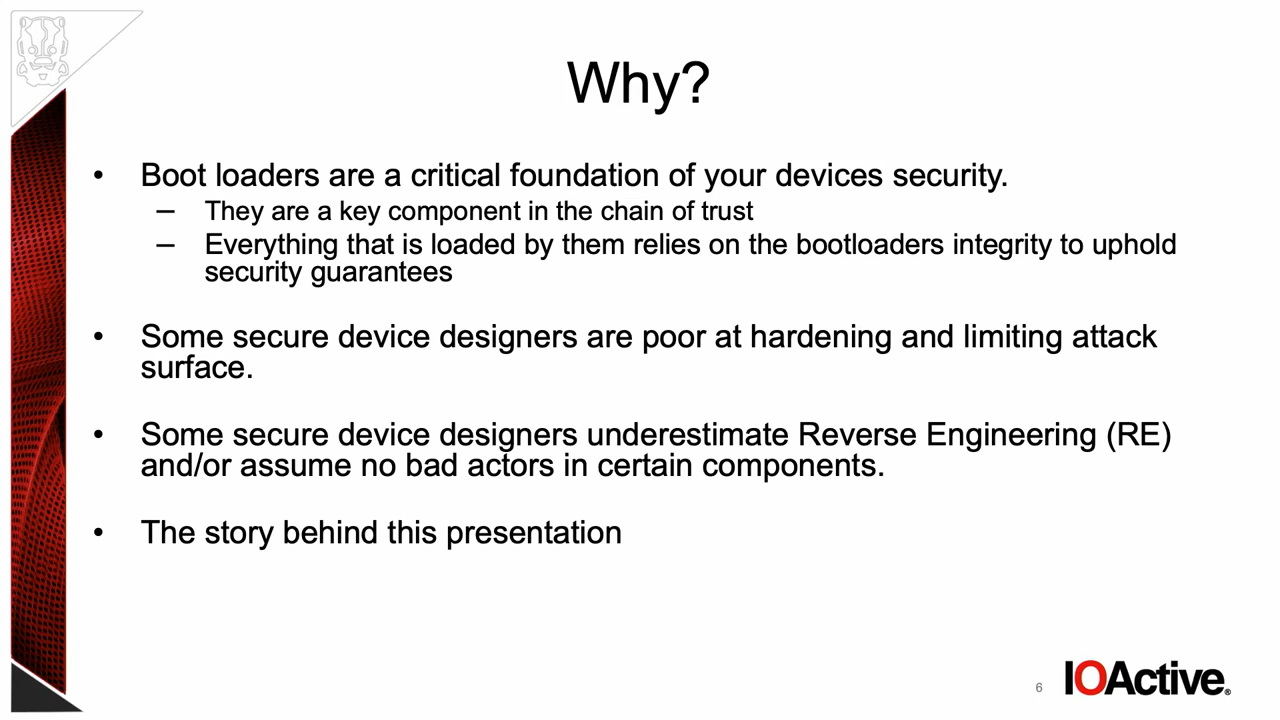 Why?
• Boot loaders are a critical foundation of your devices security.
– They are a key component in the chain of trust
– Everything that is loaded by them relies on the bootloaders integrity to uphold
security guarantees
• Some secure device designers are poor at hardening and limiting attack
surface.
• Some secure device designers underestimate Reverse Engineering (RE)
and/or assume no bad actors in certain components.
• The story behind this presentation
6
IOActive®